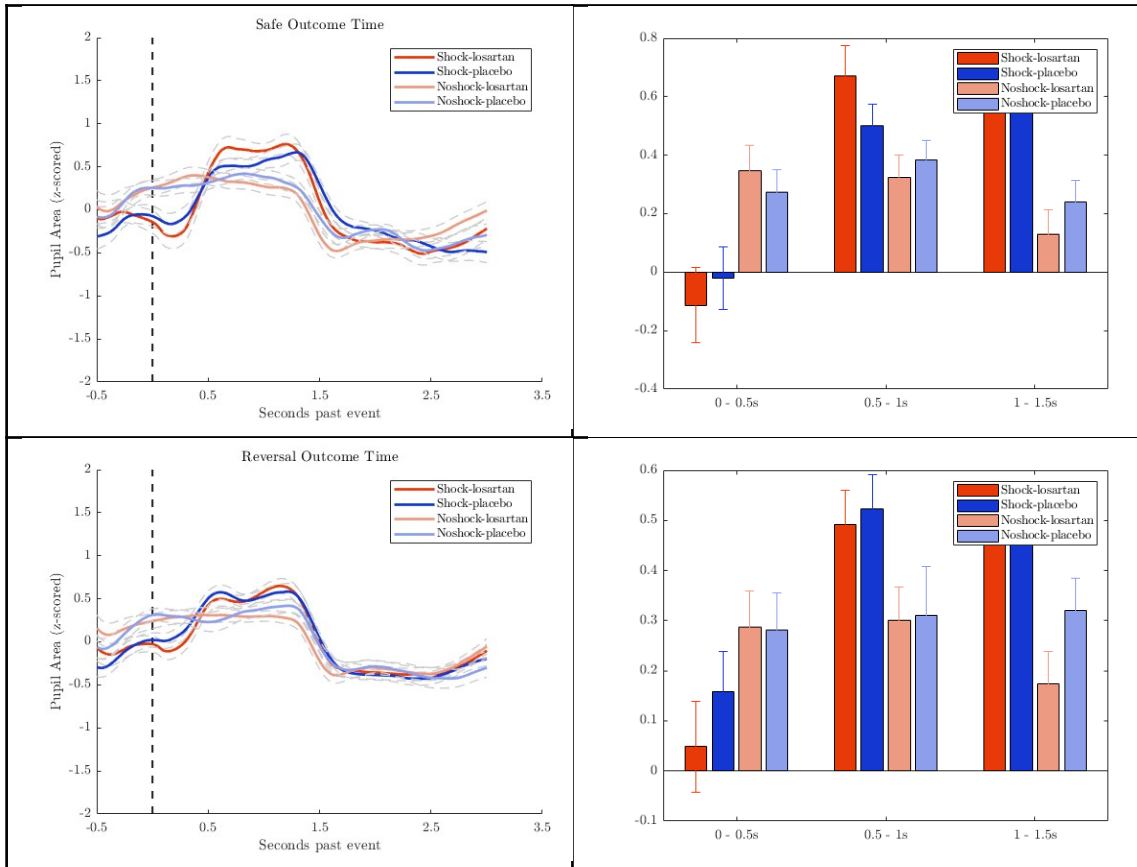 Safe Outcome Time
2
1.5
1
0.5
0
-0.5
-1
-1.5
-2
Pupil Area (z-scored)
Shock-losartan
Shock-placebo
Noshock-losartan
Noshock-placebo
-0.5 0.5 1.5 2.5 3.5
Seconds past event
0.8
0.6
0.4
0.2
0
-0.2
-0.4
Shock-losartan
Shock-placebo
Noshock-losartan
Noshock-placebo
0 - 0.5s 0.5 - 1s 1 - 1.5s
Reversal Outcome Time
2
1.5
1
0.5
0
-0.5
-1
-1.5
-2
Pupil Area (z-scored)
Shock-losartan
Shock-placebo
Noshock-losartan
Noshock-placebo
-0.5 0.5 1.5 2.5 3.5
Seconds past event
0.6
0.5
0.4
0.3
0.2
0.1
0
-0.1
Shock-losartan
Shock-placebo
Noshock-losartan
Noshock-placebo
0 - 0.5s 0.5 - 1s 1 - 1.5s